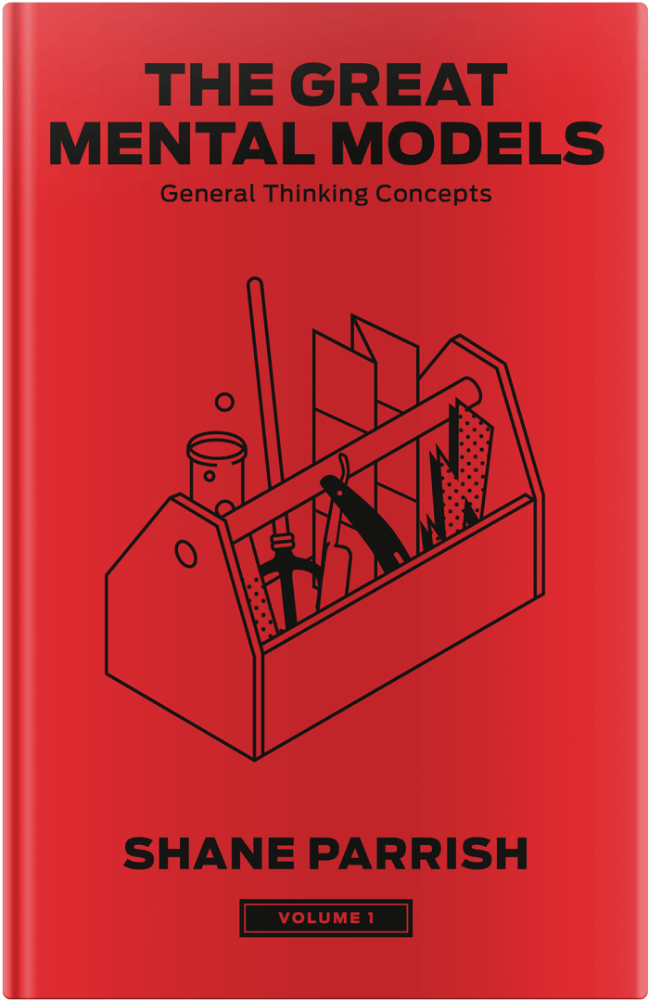 THE GREAT
MENTAL MODELS
General Thinking Concepts
SHANE PARRISH
VOLUME 1